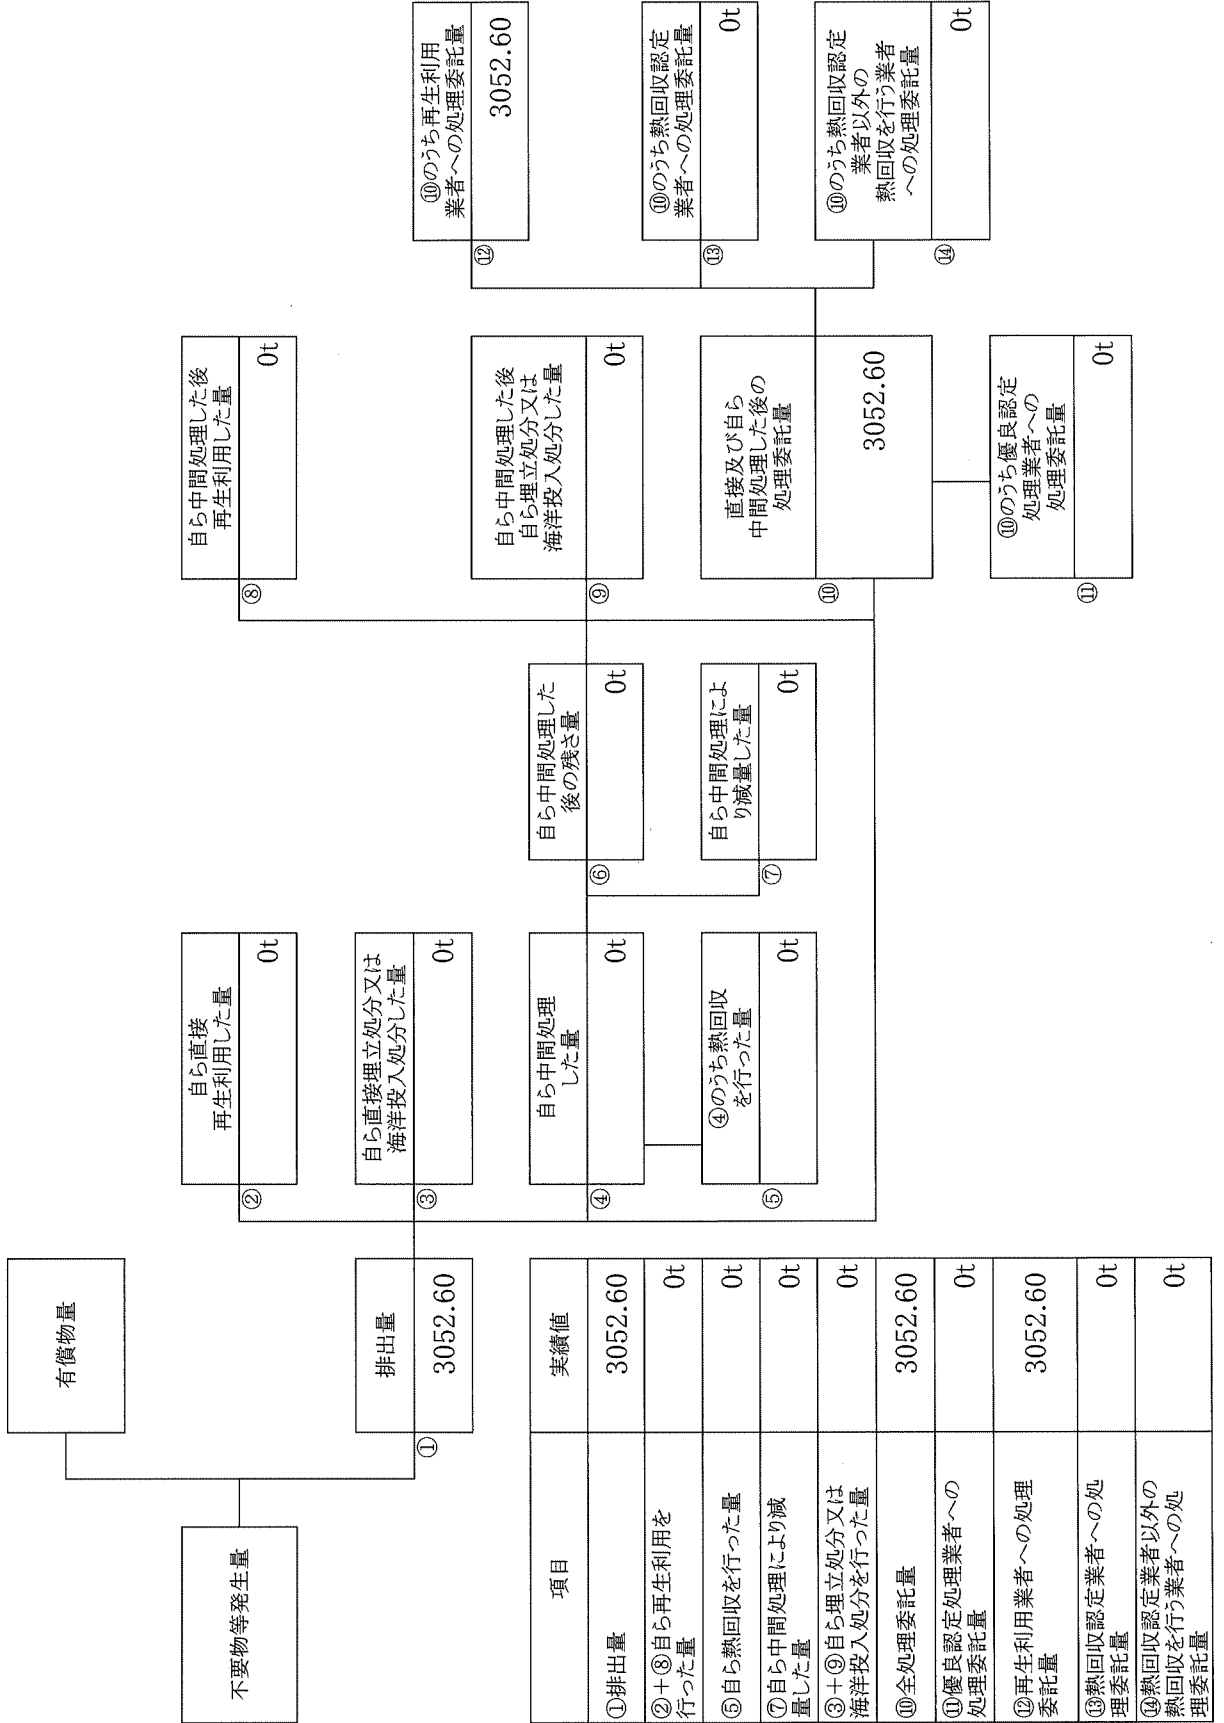 有償物量
不要物等発生量
排出量
①
3052.60
自ら直接
再生利用した量
②
0t
自ら直接埋立処分又は
海洋投入処分した量
③
0t
自ら中間処理
した量
④
0t
④のうち熱回収
を行った量
⑤
0t
自ら中間処理した
後の残さ量
⑥
0t
自ら中間処理によ
り減量した量
⑦
0t
自ら中間処理した後
再生利用した量
⑧
0t
自ら中間処理した後
自ら埋立処分又は
海洋投入処分した量
⑨
0t
直接及び自ら
中間処理した後の
処理委託量
⑩
3052.60
⑩のうち優良認定
処理業者への
処理委託量
⑪
0t
⑩のうち再生利用
業者への処理委託量
⑫
3052.60
⑩のうち熱回収認定
業者への処理委託量
⑬
0t
⑩のうち熱回収認定
業者以外の
熱回収を行う業者
への処理委託量
⑭
0t
項目 実績値
①排出量 3052.60
②+⑧自ら再生利用を
行った量 0t
⑤自ら熱回収を行った量 0t
⑦自ら中間処理により減
量した量 0t
③+⑨自ら埋立処分又は
海洋投入処分を行った量 0t
⑩全処理委託量 3052.60
⑪優良認定処理業者への
処理委託量 0t
⑫再生利用業者への処理
委託量 3052.60
⑬熱回収認定業者への処
理委託量 0t
⑭熱回収認定業者以外の
熱回収を行う業者への処
理委託量 0t